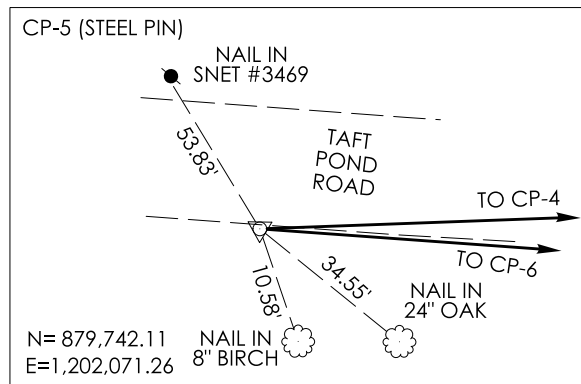 CP-5 (STEEL PIN)
NAIL IN
SNET #3469
53.83'
TAFT
POND
ROAD
TO CP-4
TO CP-6
34.55'
10.58'
NAIL IN
24" OAK
NAIL IN
8" BIRCH
N= 879,742.11
E=1,202,071.26